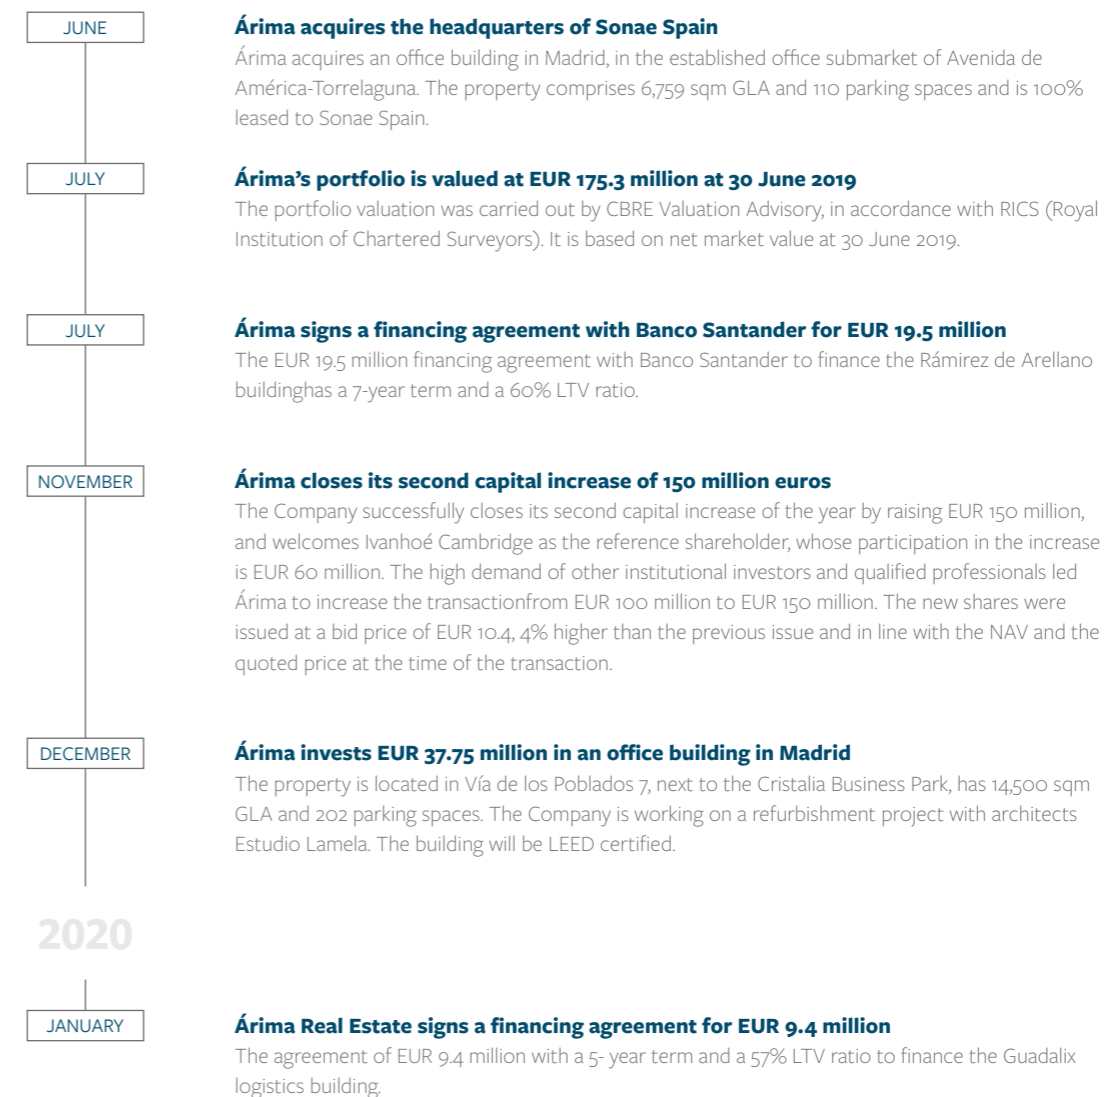 JUNE
Árima acquires the headquarters of Sonae Spain
Árima acquires an office building in Madrid, in the established office submarket of Avenida de
América-Torrelaguna. The property comprises 6,759 sqm GLA and 110 parking spaces and is 100%
leased to Sonae Spain.
JULY
Árima's portfolio is valued at EUR 175.3 million at 30 June 2019
The portfolio valuation was carried out by CBRE Valuation Advisory, in accordance with RICS (Royal
Institution of Chartered Surveyors). It is based on net market value at 30 June 2019.
JULY
Árima signs a financing agreement with Banco Santander for EUR 19.5 million
The EUR 19.5 million financing agreement with Banco Santander to finance the Rámirez de Arellano
buildinghas a 7-year term and a 60% LTV ratio.
NOVEMBER
Árima closes its second capital increase of 150 million euros
The Company successfully closes its second capital increase of the year by raising EUR 150 million,
and welcomes Ivanhoé Cambridge as the reference shareholder, whose participation in the increase
is EUR 60 million. The high demand of other institutional investors and qualified professionals led
Árima to increase the transactionfrom EUR 100 million to EUR 150 million. The new shares were
issued at a bid price of EUR 10.4, 4% higher than the previous issue and in line with the NAV and the
quoted price at the time of the transaction.
DECEMBER
Árima invests EUR 37.75 million in an office building in Madrid
The property is located in Vía de los Poblados 7, next to the Cristalia Business Park, has 14,500 sqm
GLA and 202 parking spaces. The Company is working on a refurbishment project with architects
Estudio Lamela. The building will be LEED certified.
2020
JANUARY
Árima Real Estate signs a financing agreement for EUR 9.4 million
The agreement of EUR 9.4 million with a 5- year term and a 57% LTV ratio to finance the Guadalix
logistics building.